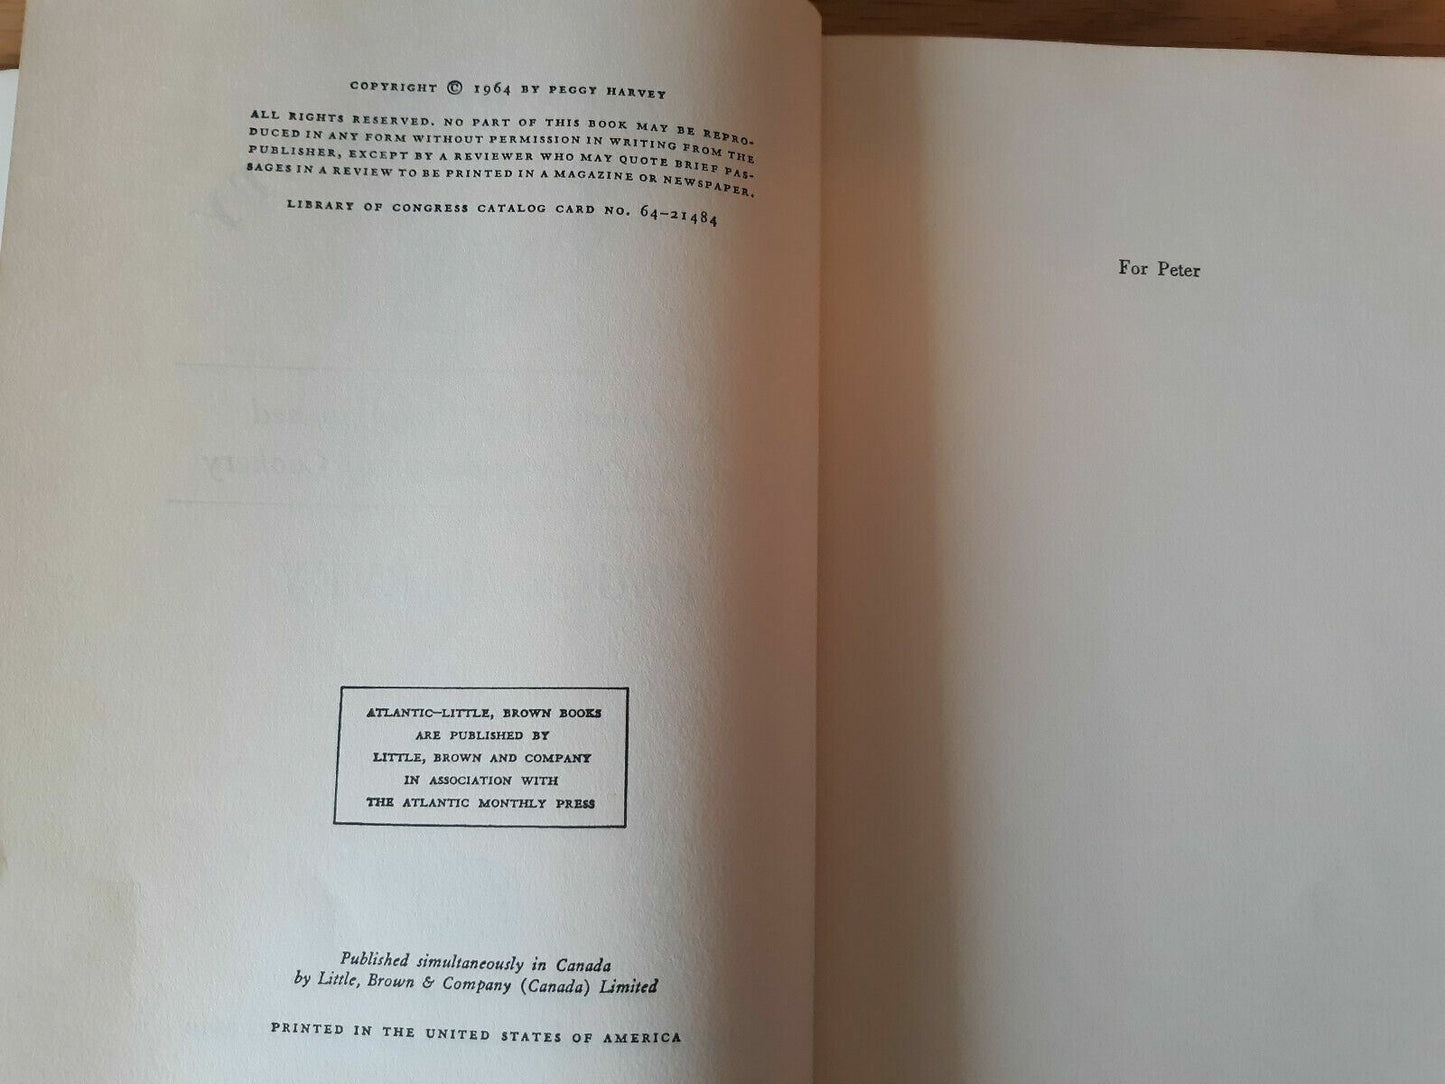 COPYRIGHT © 1964 BY PEGGY HARVEY
ALL RIGHTS RESERVED. NO PART OF THIS BOOK MAY BE REPRO-
DUCED IN ANY FORM WITHOUT PERMISSION IN WRITING FROM THE
PUBLISHER, EXCEPT BY A REVIEWER WHO MAY QUOTE BRIEF PAS-
SAGES IN A REVIEW TO BE PRINTED IN A MAGAZINE OR NEWSPAPER.
LIBRARY OF CONGRESS CATALOG CARD NO. 64–21484
ATLANTIC–LITTLE, BROWN BOOKS
ARE PUBLISHED BY
LITTLE, BROWN AND COMPANY
IN ASSOCIATION WITH
THE ATLANTIC MONTHLY PRESS
Published simultaneously in Canada
by Little, Brown & Company (Canada) Limited
PRINTED IN THE UNITED STATES OF AMERICA
For Peter